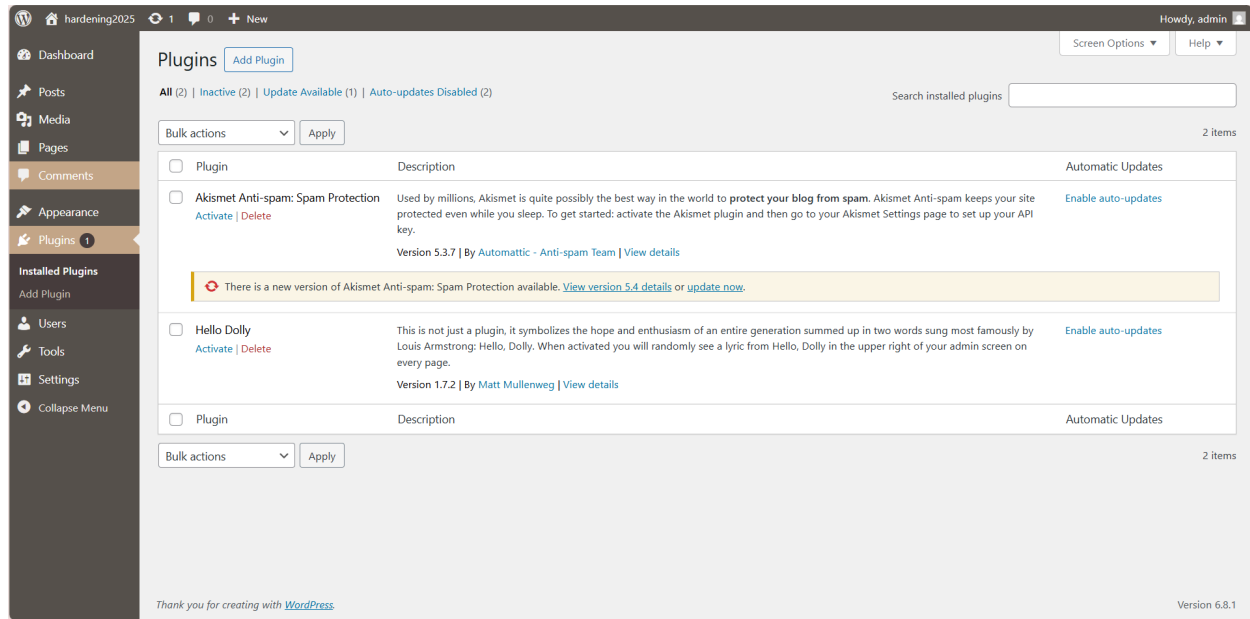 hardening2025 1 0 New Howdy, admin
Dashboard
Posts
Media
Pages
Comments
Appearance
Plugins 1
Installed Plugins
Add Plugin
Users
Tools
Settings
Collapse Menu
Screen Options ▼ Help ▼
Plugins Add Plugin
All (2) | Inactive (2) | Update Available (1) | Auto-updates Disabled (2)
Search installed plugins
Bulk actions Apply 2 items
Plugin Description Automatic Updates
Akismet Anti-spam: Spam Protection
Activate | Delete
Used by millions, Akismet is quite possibly the best way in the world to protect your blog from spam. Akismet Anti-spam keeps your site
protected even while you sleep. To get started: activate the Akismet plugin and then go to your Akismet Settings page to set up your API
key.
Version 5.3.7 | By Automattic - Anti-spam Team | View details
Enable auto-updates
There is a new version of Akismet Anti-spam: Spam Protection available. View version 5.4 details or update now.
Hello Dolly
Activate | Delete
This is not just a plugin, it symbolizes the hope and enthusiasm of an entire generation summed up in two words sung most famously by
Louis Armstrong: Hello, Dolly. When activated you will randomly see a lyric from Hello, Dolly in the upper right of your admin screen on
every page.
Version 1.7.2 | By Matt Mullenweg | View details
Enable auto-updates
Plugin Description Automatic Updates
Bulk actions Apply 2 items
Thank you for creating with WordPress. Version 6.8.1